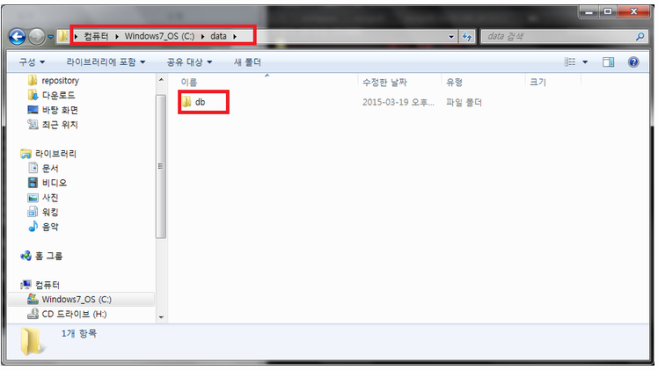 컴퓨터 ▸ Windows7_OS (C:) ▸ data ▸
data 검색
구성 라이브러리에 포함 공유 대상 새 폴더
이름 수정한 날짜 유형 크기
db 2015-03-19 오후... 파일 폴더
repository
다운로드
바탕 화면
최근 위치
라이브러리
문서
비디오
사진
워킹
음악
홈 그룹
컴퓨터
Windows7_OS (C:)
CD 드라이브 (H:)
1개 항목